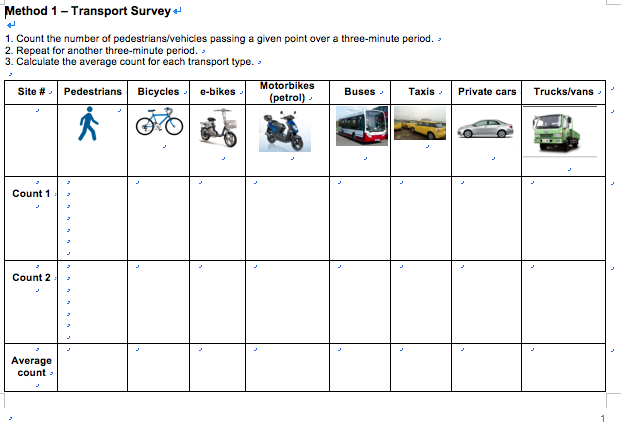 Method 1 – Transport Survey
1. Count the number of pedestrians/vehicles passing a given point over a three-minute period.
2. Repeat for another three-minute period.
3. Calculate the average count for each transport type.
Site # Pedestrians Bicycles e-bikes Motorbikes (petrol) Buses Taxis Private cars Trucks/vans
Count 1
Count 2
Average
count
1